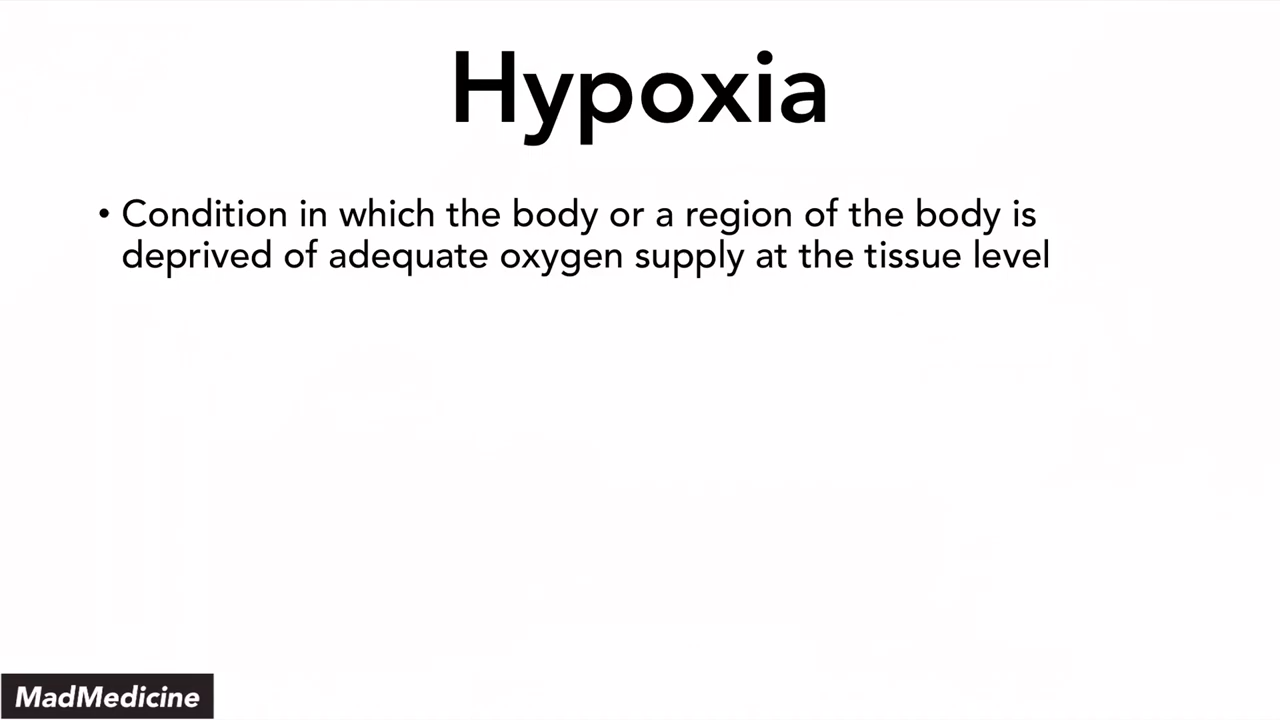 Hypoxia
• Condition in which the body or a region of the body is
deprived of adequate oxygen supply at the tissue level
MadMedicine